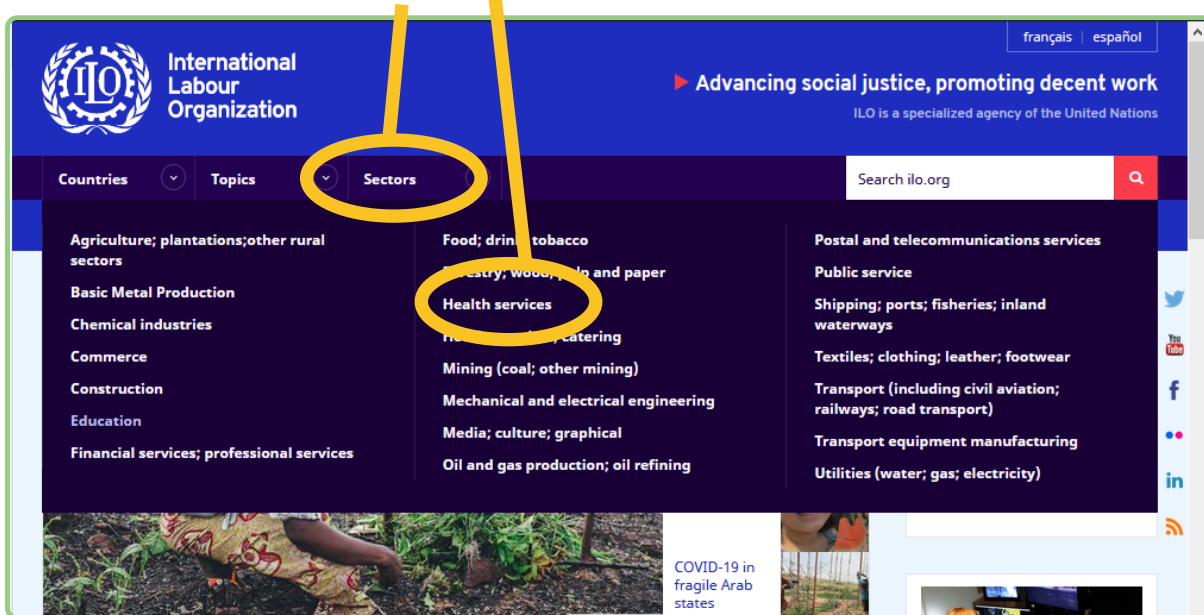 français | español
International
Labour
Organization
Advancing social justice, promoting decent work
ILO is a specialized agency of the United Nations
Countries
Topics
Sectors
Search ilo.org
Agriculture; plantations;other rural
sectors
Basic Metal Production
Chemical industries
Commerce
Construction
Education
Financial services; professional services
Food; drink; tobacco
Forestry; wood; pulp and paper
Health services
catering
Mining (coal; other mining)
Mechanical and electrical engineering
Media; culture; graphical
Oil and gas production; oil refining
Postal and telecommunications services
Public service
Shipping; ports; fisheries; inland
waterways
Textiles; clothing; leather; footwear
Transport (including civil aviation;
railways; road transport)
Transport equipment manufacturing
Utilities (water; gas; electricity)
You
Tube
f
in
COVID-19 in
fragile Arab
states